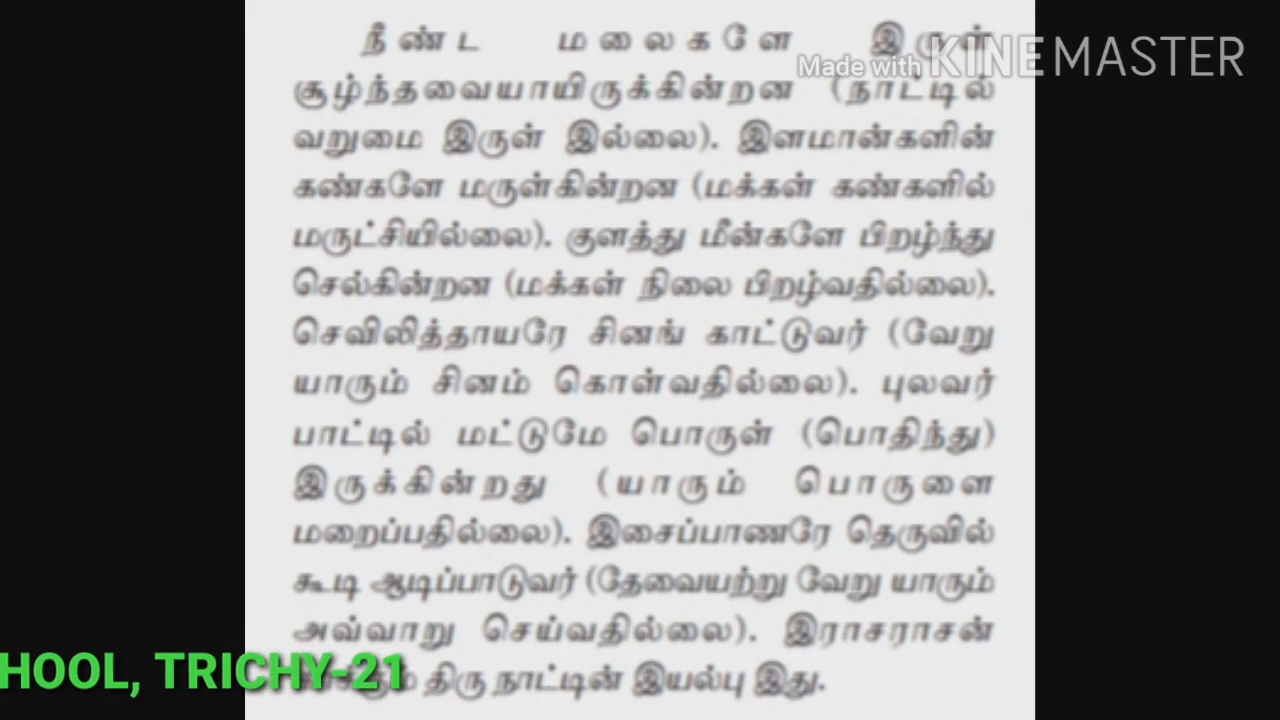 நீண்ட மலைகளே இருள்
Made with KINEMASTER
சூழ்ந்தவையாயிருக்கின்றன (நாட்டில்
வறுமை இருள் இல்லை). இளமான்களின்
கண்களே மருள்கின்றன (மக்கள் கண்களில்
மருட்சியில்லை). குளத்து மீன்களே பிறழ்ந்து
செல்கின்றன (மக்கள் நிலை பிறழ்வதில்லை).
செவிலித்தாயரே சினங் காட்டுவர் (வேறு
யாரும் சினம் கொள்வதில்லை). புலவர்
பாட்டில் மட்டுமே பொருள் (பொதிந்து)
இருக்கின்றது (யாரும் பொருளை
மறைப்பதில்லை). இசைப்பாணரே தெருவில்
கூடி ஆடிப்பாடுவர் (தேவையற்று வேறு யாரும்
அவ்வாறு செய்வதில்லை). இராசராசன்
திரு நாட்டின் இயல்பு இது.
HOOL, TRICHY-21